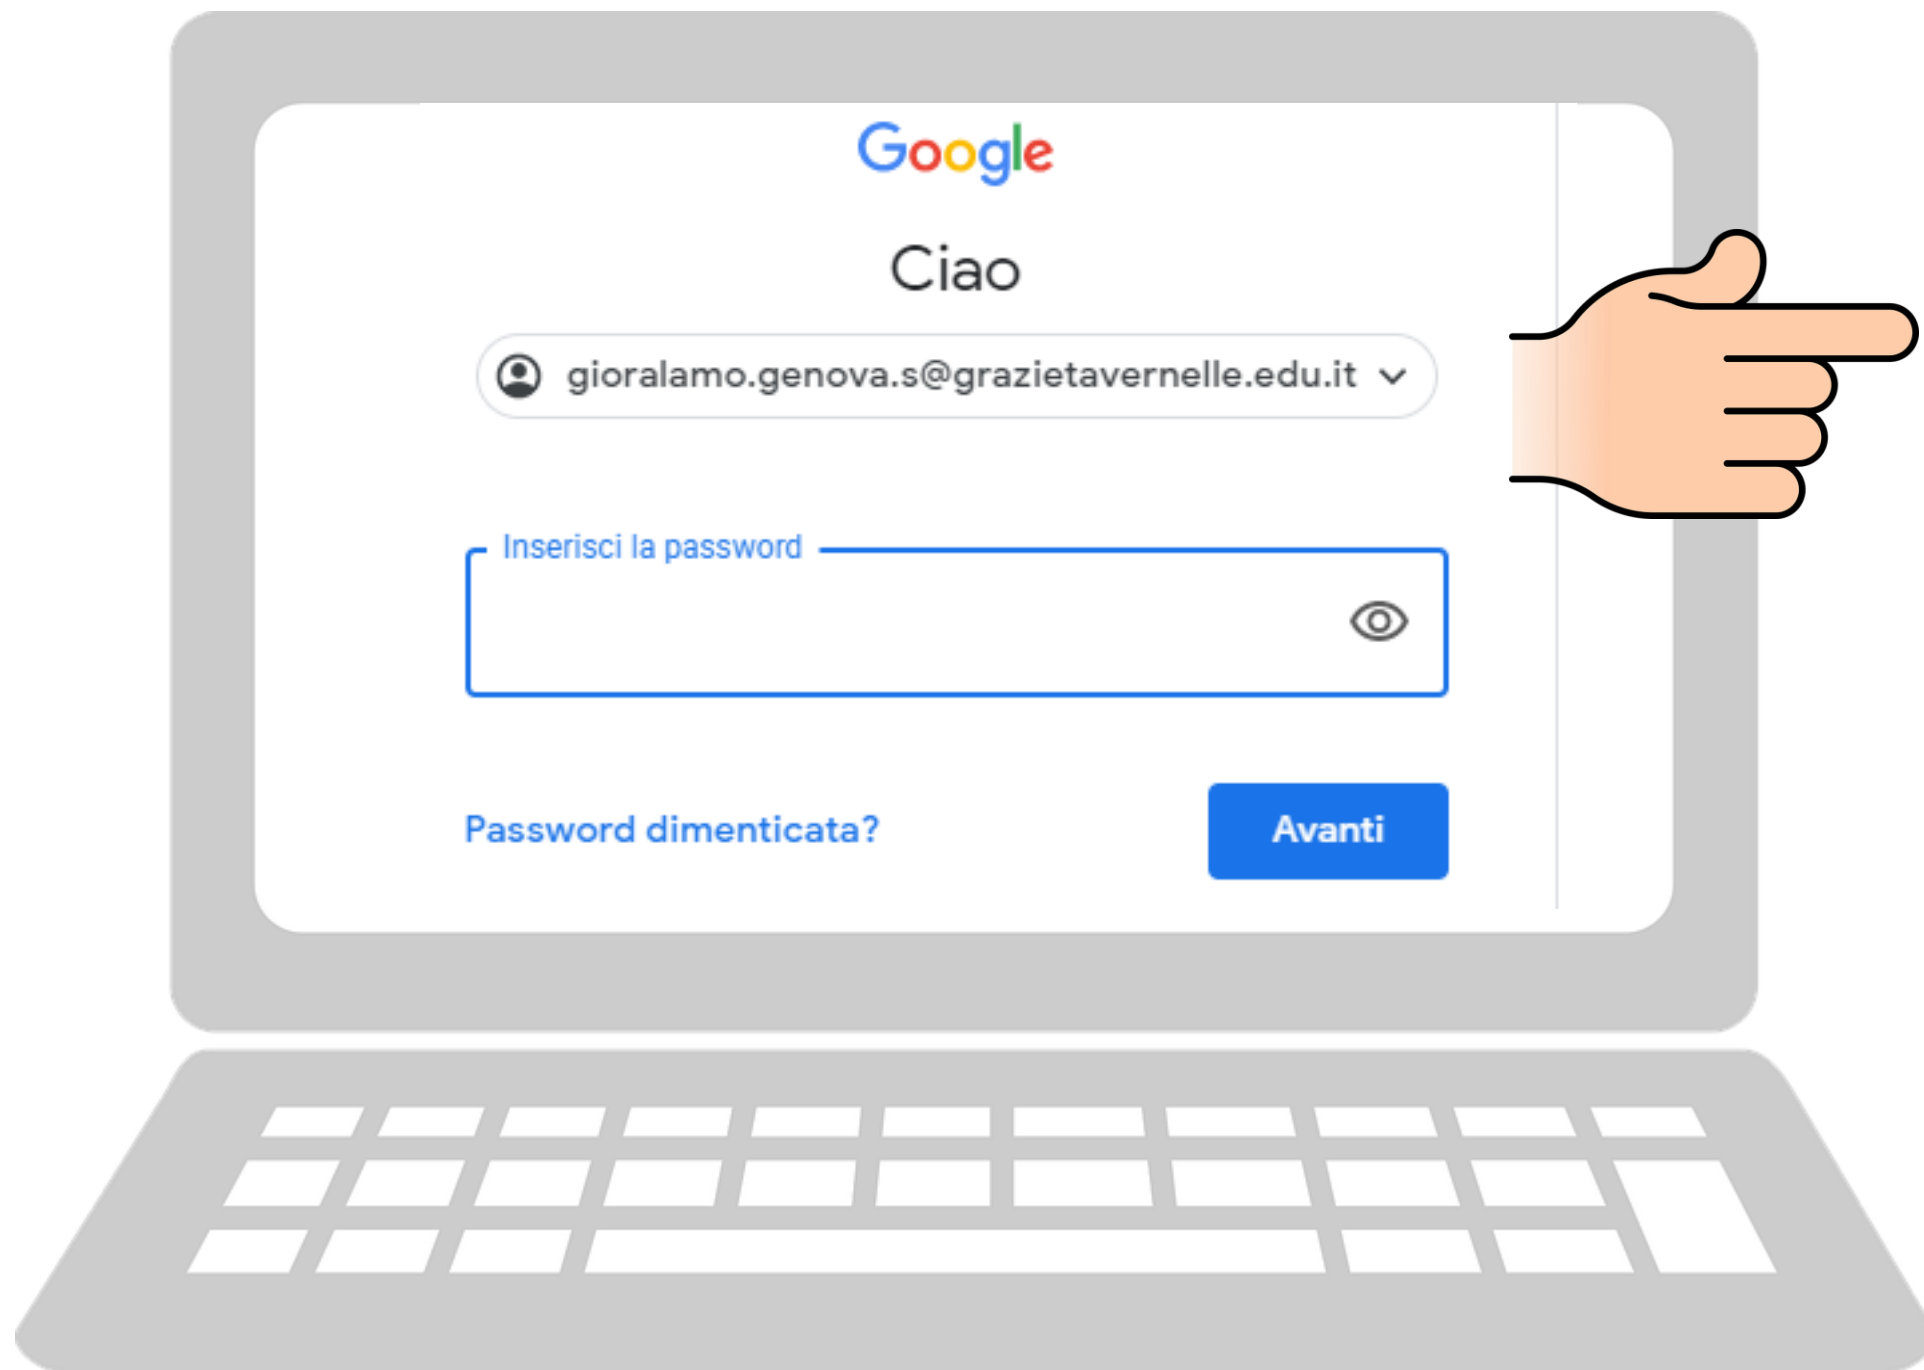 Google
Ciao
gioralamo.genova.s@grazietavernelle.edu.it
Inserisci la password
Password dimenticata?
Avanti